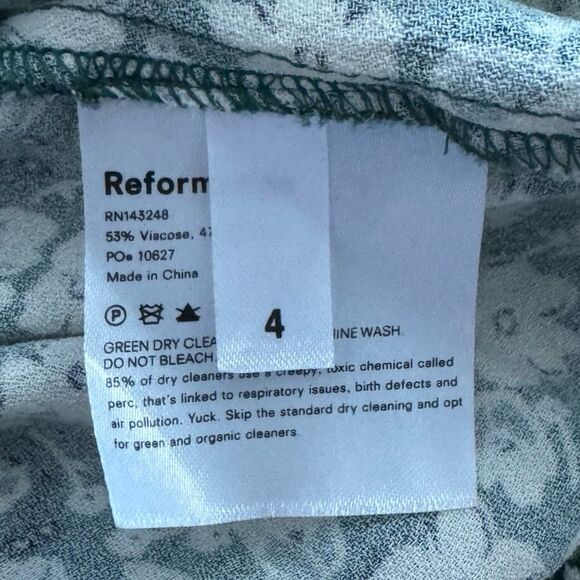 Reform
RN143248
53% Viscose, 47
PO# 10627
Made in China
P
4
GREEN DRY CLEA INE WASH.
DO NOT BLEACH
85% of dry cleaners use a creepy, toxic chemical called
perc, that's linked to respiratory issues, birth defects and
air pollution. Yuck. Skip the standard dry cleaning and opt
for green and organic cleaners.